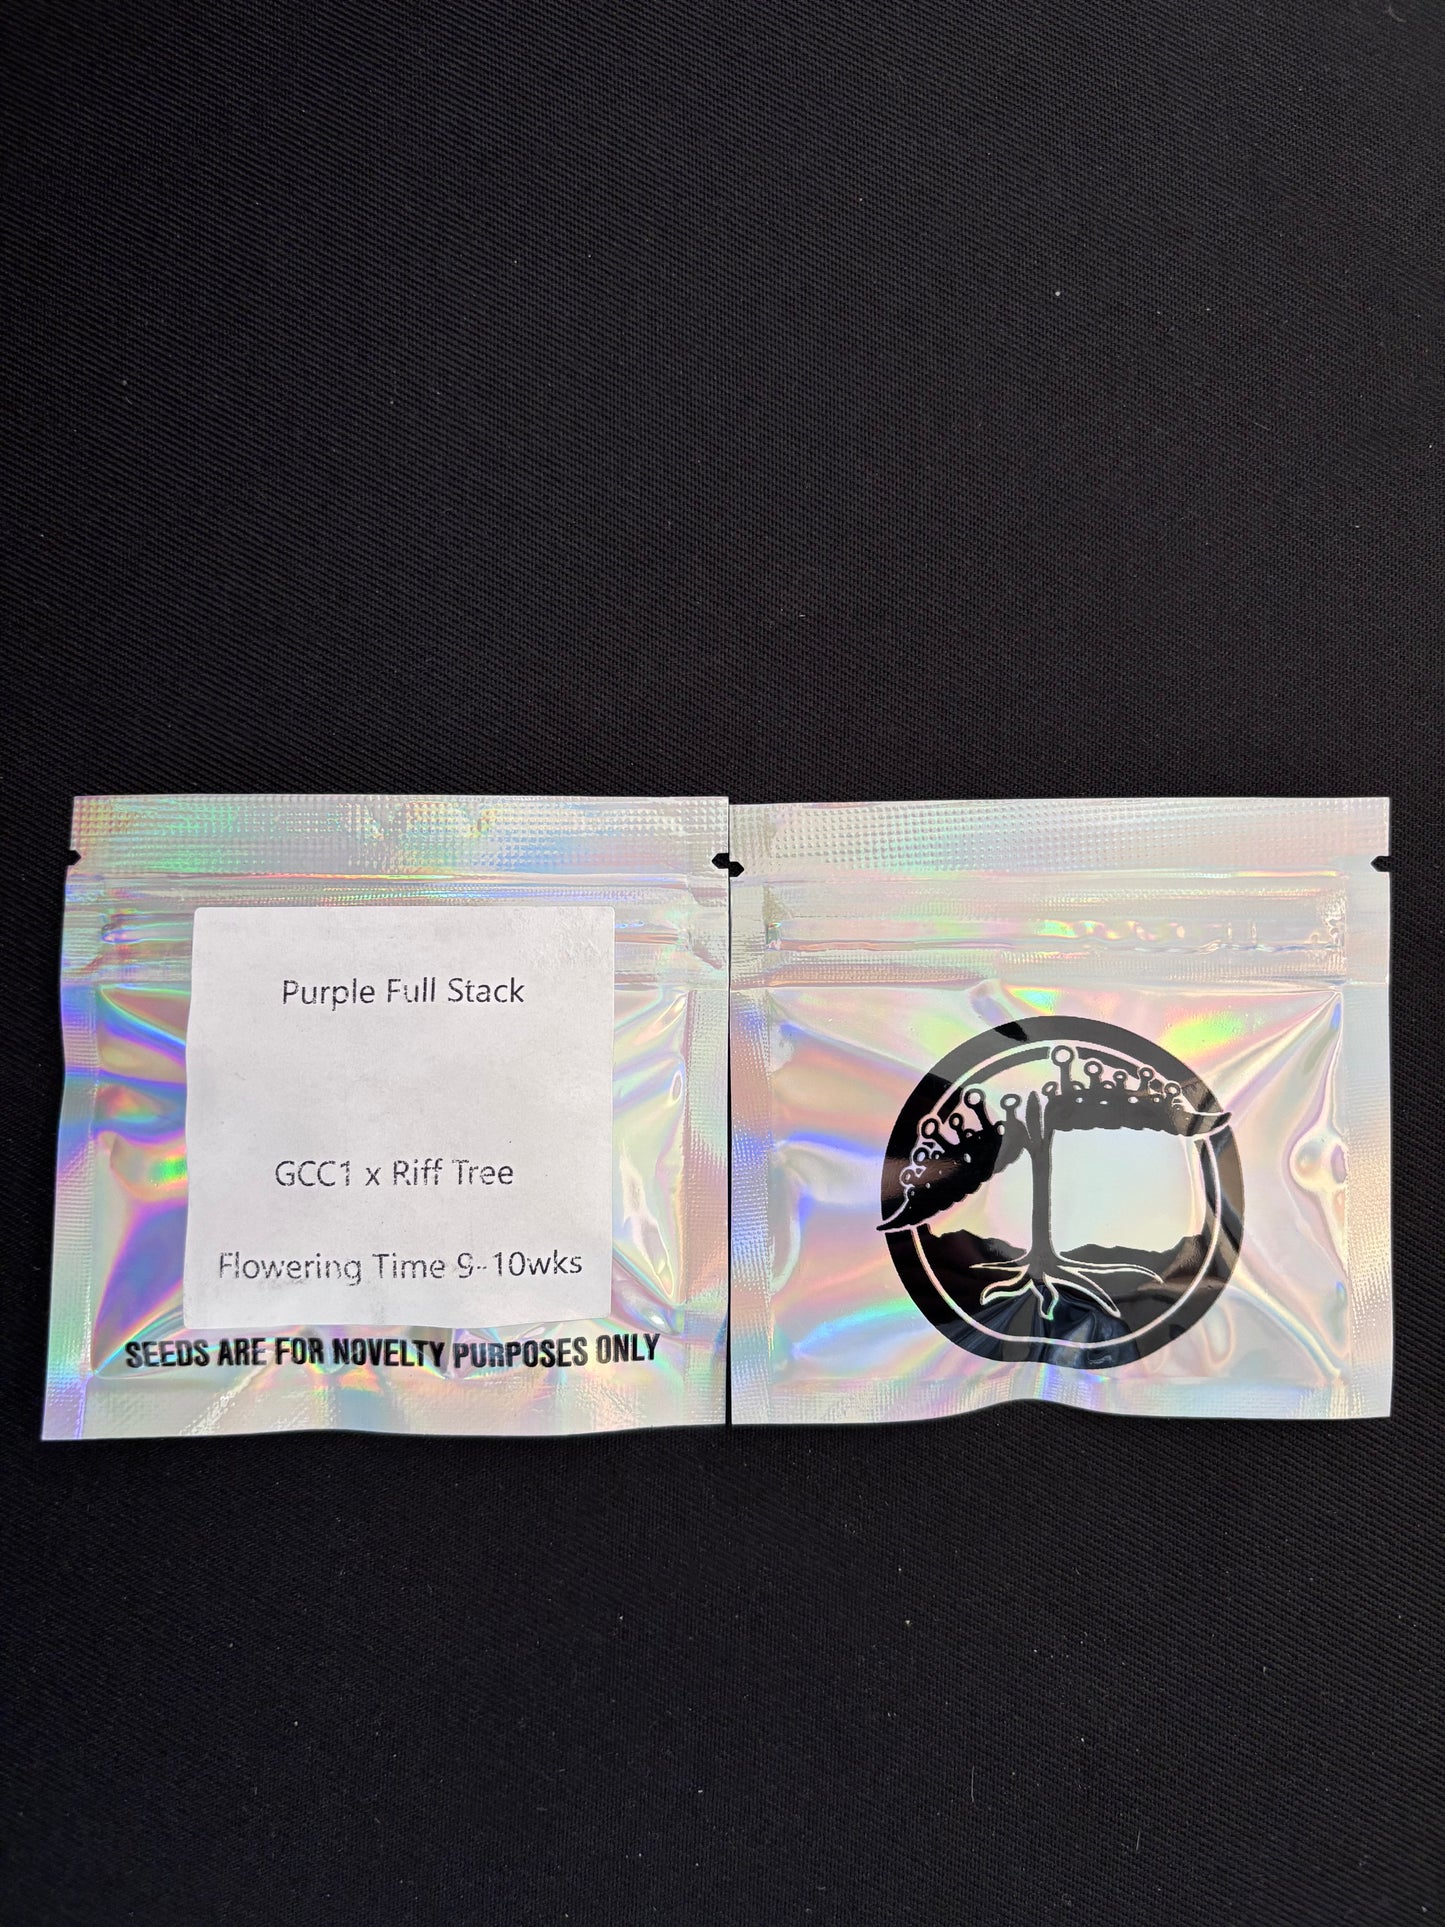 Purple Full Stack
GCC1 x Riff Tree
Flowering Time 9-10wks
SEEDS ARE FOR NOVELTY PURPOSES ONLY